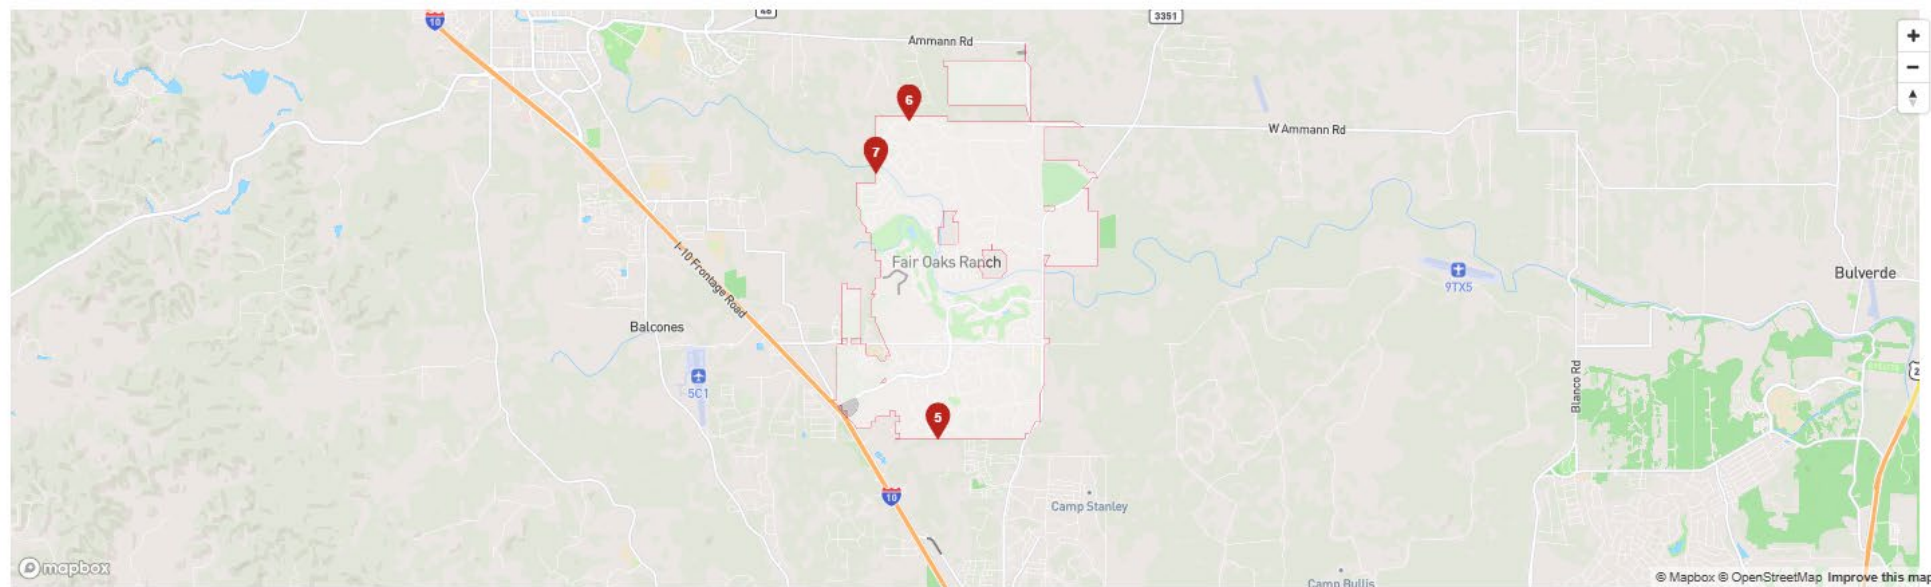 10
46
3351
Ammann Rd
6
W Ammann Rd
7
I-10 Frontage Road
Fair Oaks Ranch
9TX5
Bulverde
Balcones
5C1
Blanco Rd
5
10
Camp Stanley
Camp Bullis
mapbox
© Mapbox © OpenStreetMap Improve this map